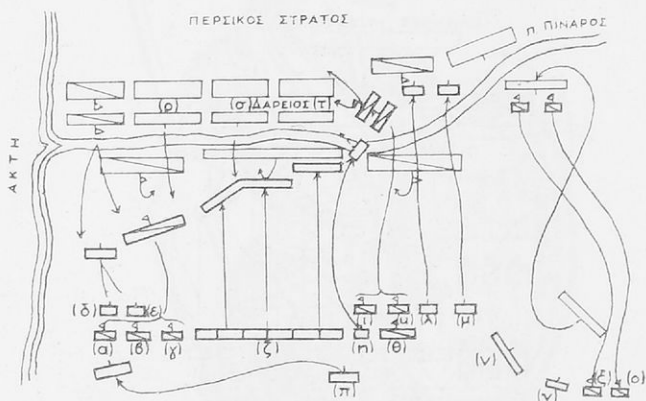 ΠΕΡΣΙΚΟΣ ΣΤΡΑΤΟΣ
Π. ΠΙΝΑΡΟΣ
(ρ) (σ) ΔΑΡΕΙΟΣ (τ)
ΑΚΤΗ
(δ) (ε) (ι) (κ) (λ) (μ)
(α) (β) (γ) (ζ) (η) (θ) (ν)
(π) (ν) (ξ) (ο)